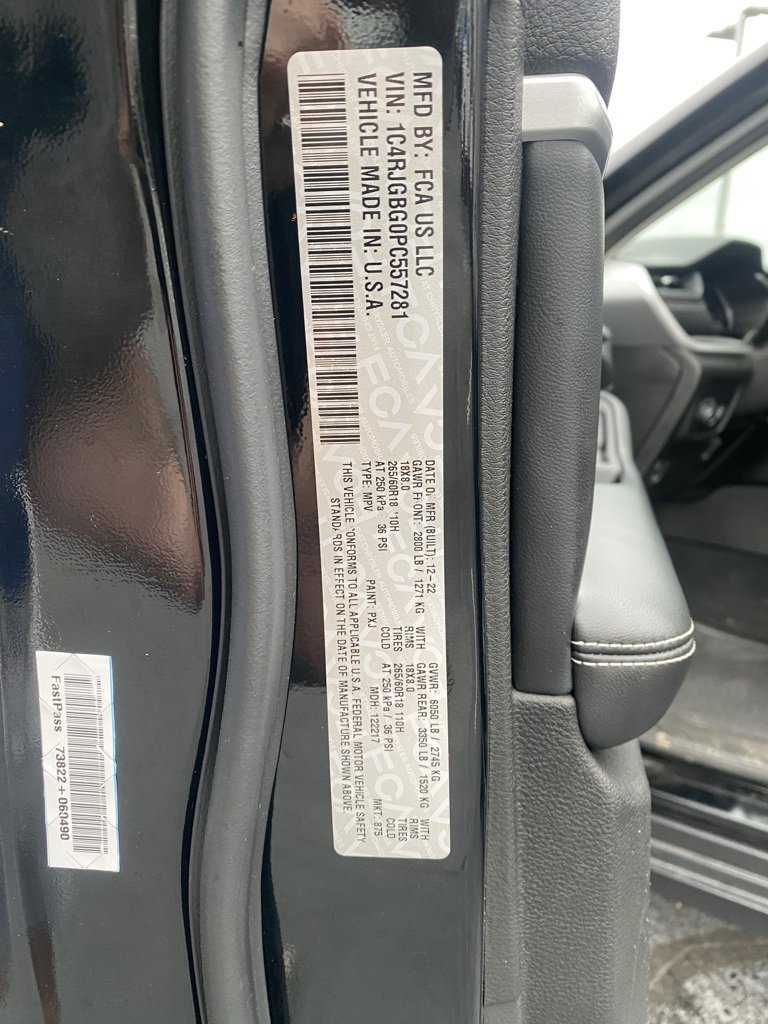 MFD BY: FCA US LLC
VIN: 1C4RJGBG0PC557281
VEHICLE MADE IN: U.S.A.
DATE OF MFR (BUILT): 12-22 GVWR: 6050 LB / 2745 KG
GAWR FRONT: 2800 LB / 1271 KG WITH GAWR REAR: 3350 LB / 1520 KG WITH
18X8.0 RIMS 18X8.0 RIMS
265/60R18 110H TIRES 265/60R18 110H TIRES
AT 250 kPa / 36 PSI COLD AT 250 kPa / 36 PSI COLD
TYPE: MPV PAINT: PXJ MDH: 122217 MKT: 875
THIS VEHICLE CONFORMS TO ALL APPLICABLE U.S.A. FEDERAL MOTOR VEHICLE SAFETY
STANDARDS IN EFFECT ON THE DATE OF MANUFACTURE SHOWN ABOVE
FastPass 73822 + 060490